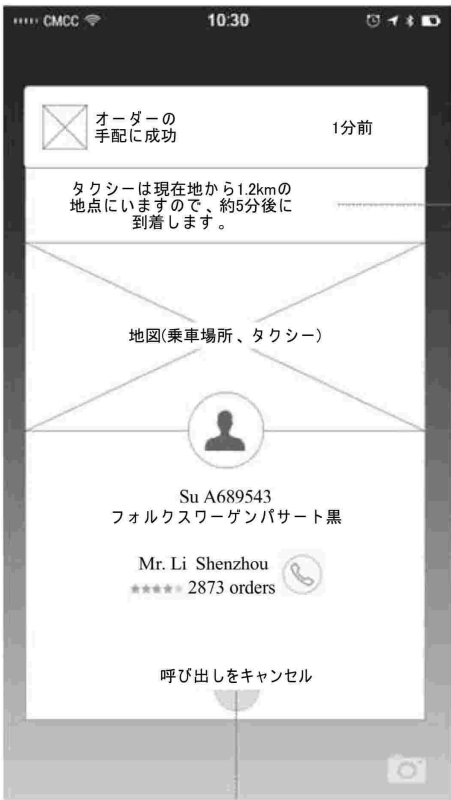 CMCC
10:30
オーダーの
手配に成功
1分前
タクシーは現在地から1.2kmの
地点にいますので、約5分後に
到着します。
地図(乗車場所、タクシー)
Su A689543
フォルクスワーゲンパサート黒
Mr. Li Shenzhou
2873 orders
呼び出しをキャンセル